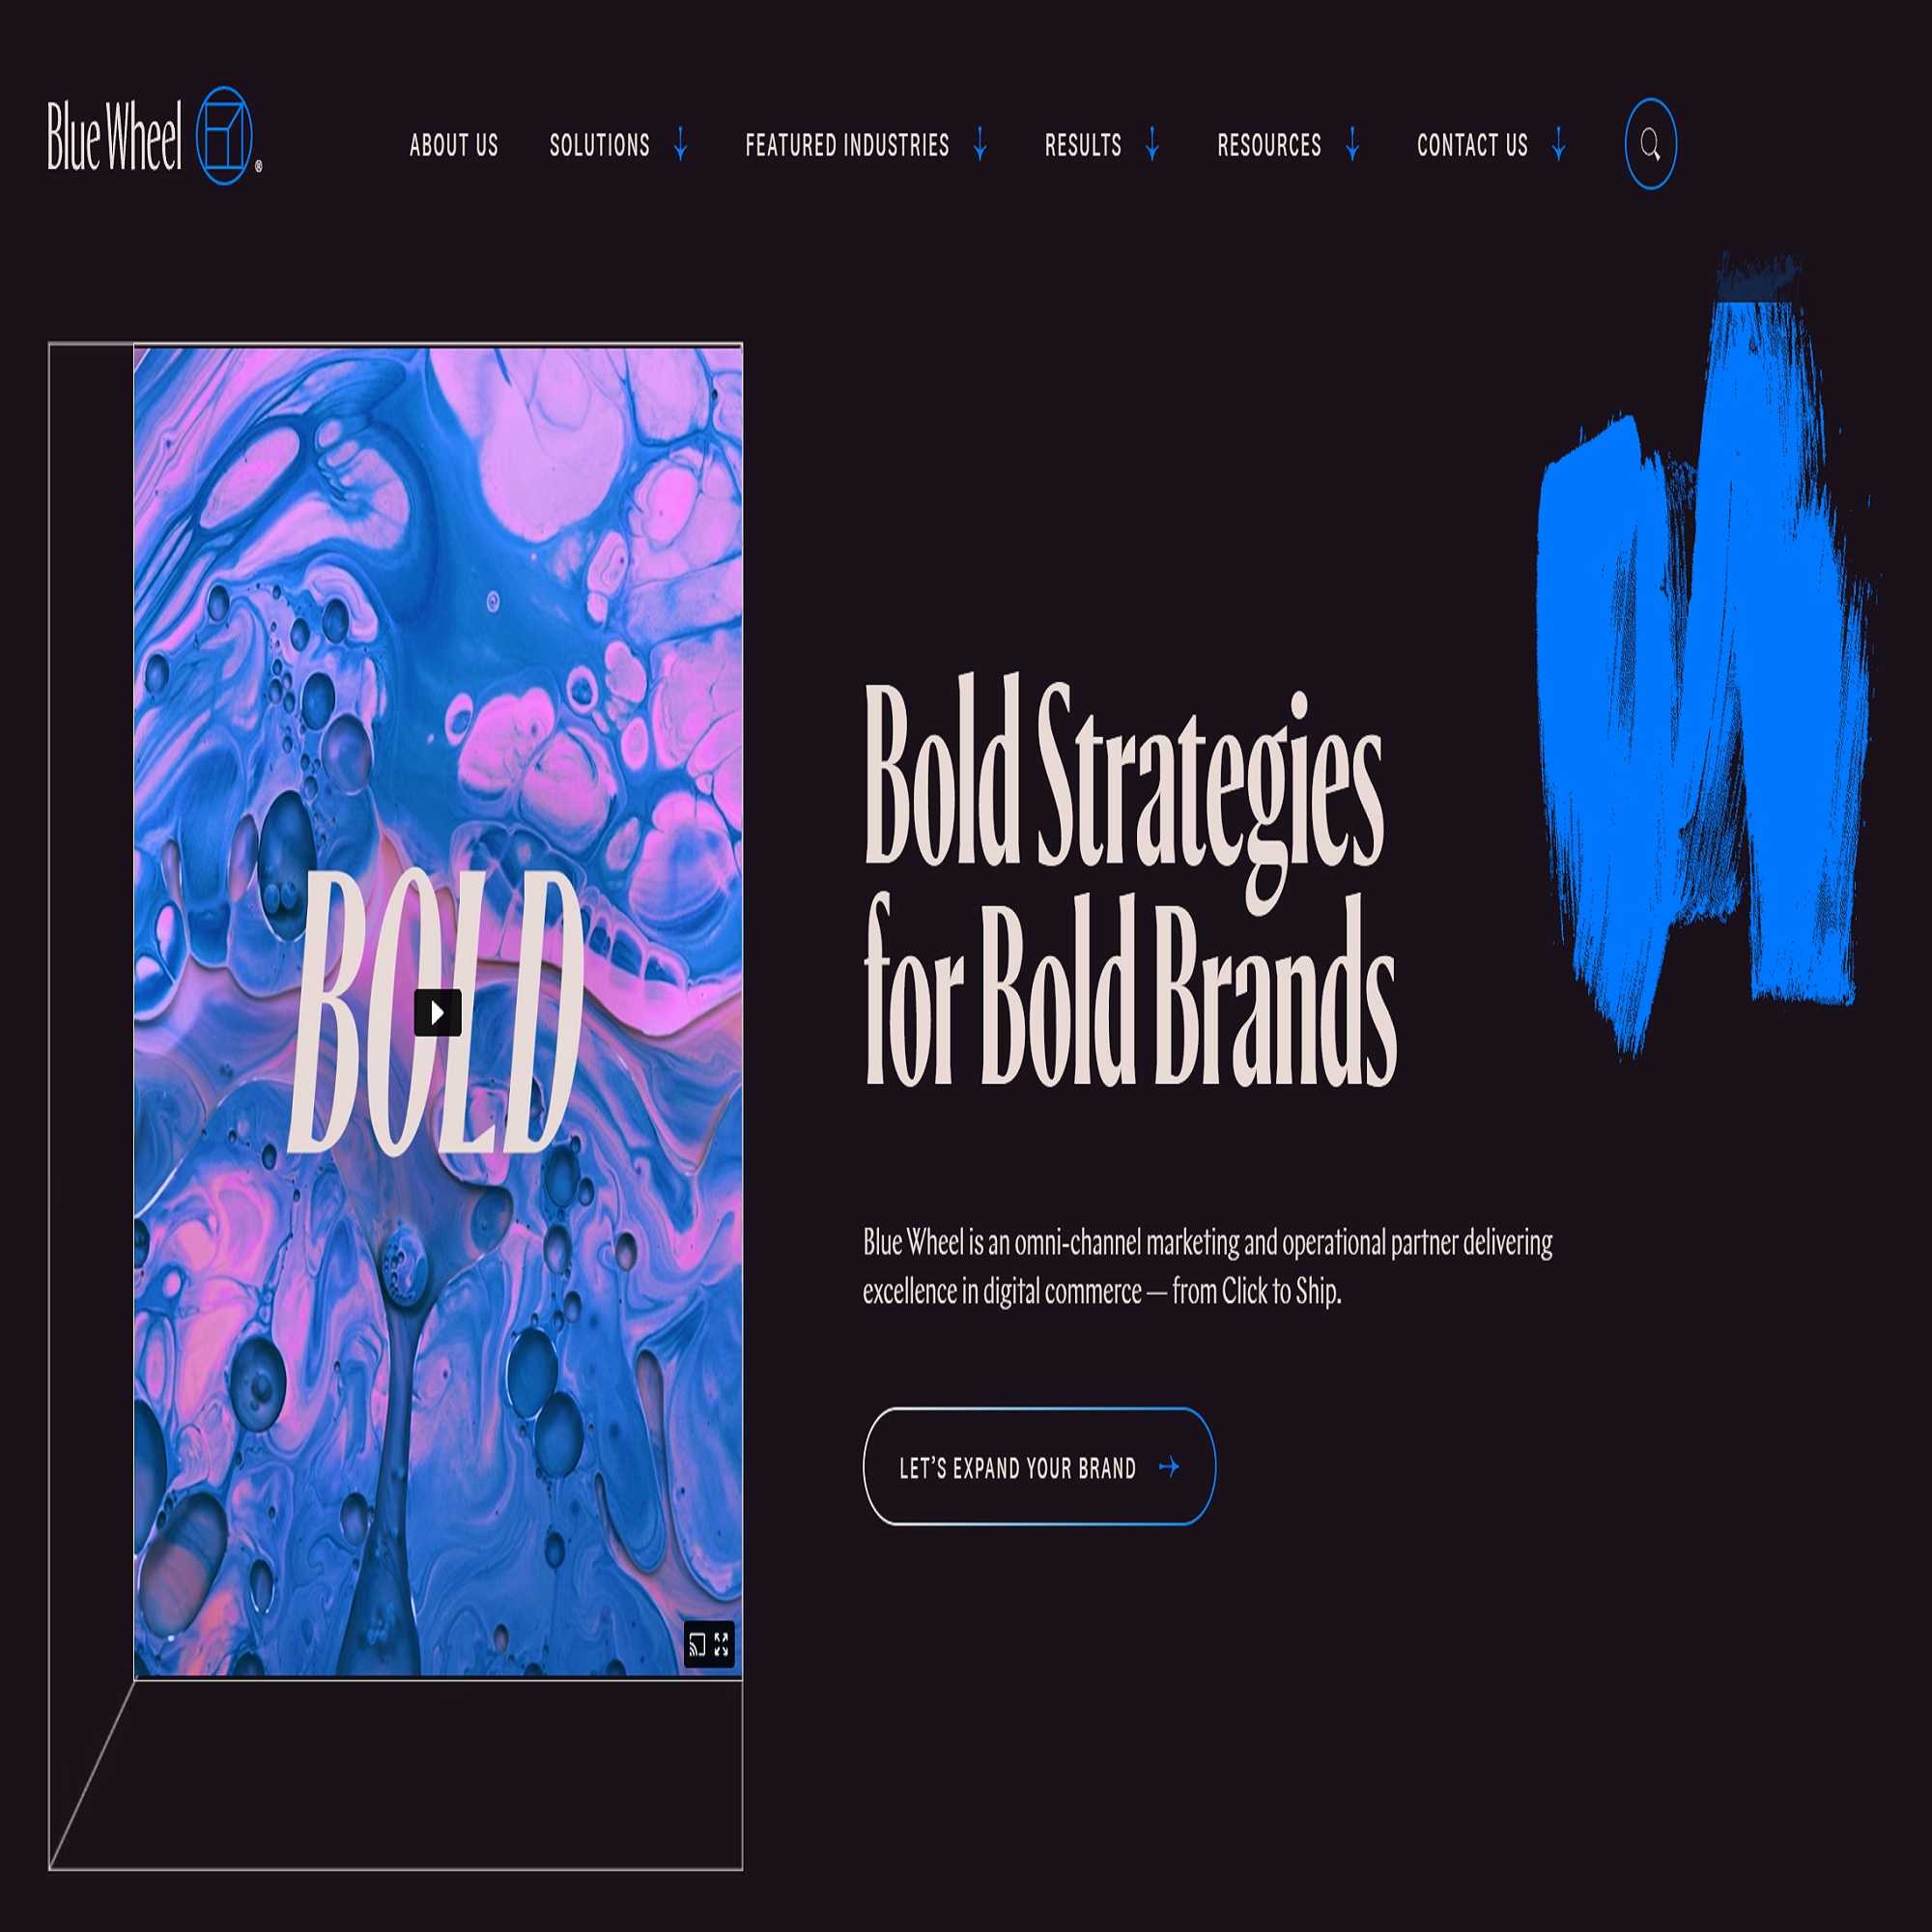 Blue Wheel ®
ABOUT US SOLUTIONS FEATURED INDUSTRIES RESULTS RESOURCES CONTACT US
BOLD
Bold Strategies
for Bold Brands
Blue Wheel is an omni-channel marketing and operational partner delivering
excellence in digital commerce — from Click to Ship.
LET’S EXPAND YOUR BRAND